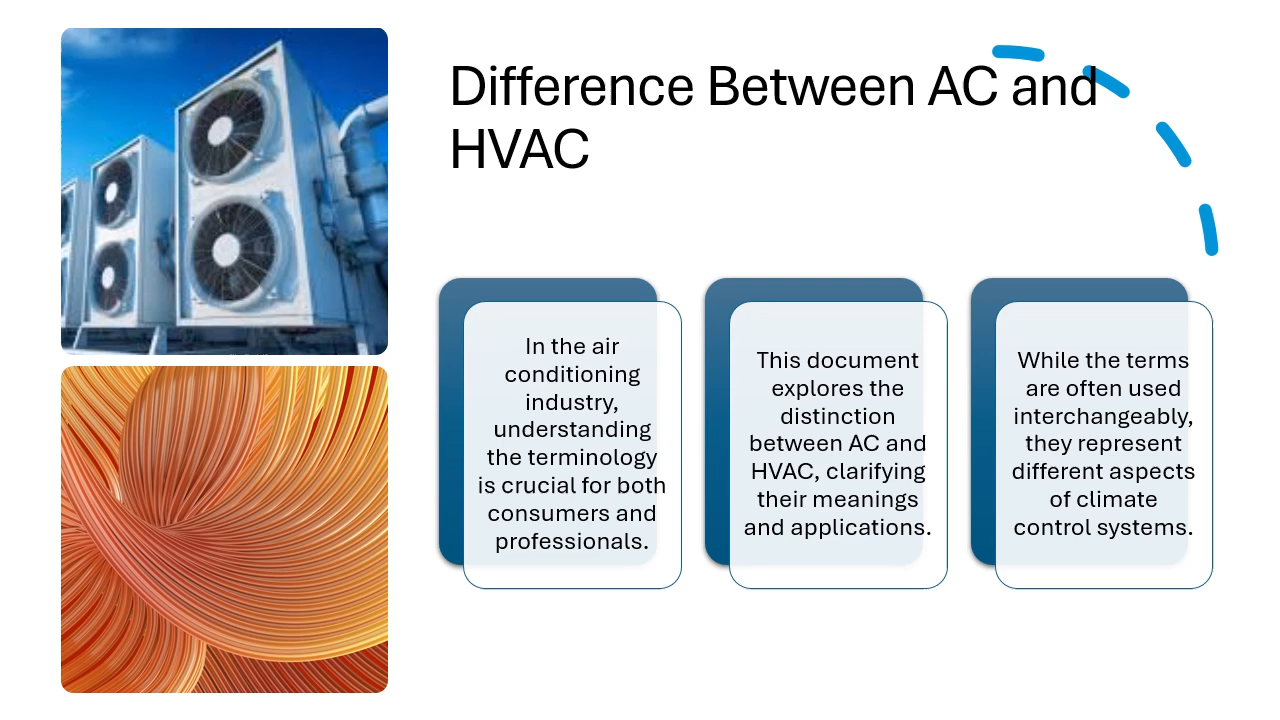 Difference Between AC and
HVAC
In the air
conditioning
industry,
understanding
the terminology
is crucial for both
consumers and
professionals.
This document
explores the
distinction
between AC and
HVAC, clarifying
their meanings
and applications.
While the terms
are often used
interchangeably,
they represent
different aspects
of climate
control systems.